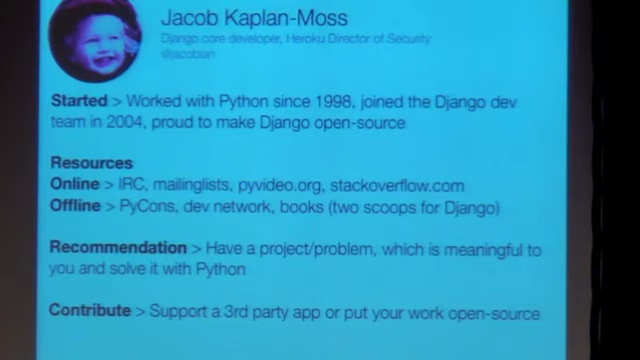 Jacob Kaplan-Moss
Django core developer, Heroku Director of Security
@jacobian
Started > Worked with Python since 1998, joined the Django dev
team in 2004, proud to make Django open-source
Resources
Online > IRC, mailinglists, pyvideo.org, stackoverflow.com
Offline > PyCons, dev network, books (two scoops for Django)
Recommendation > Have a project/problem, which is meaningful to
you and solve it with Python
Contribute > Support a 3rd party app or put your work open-source